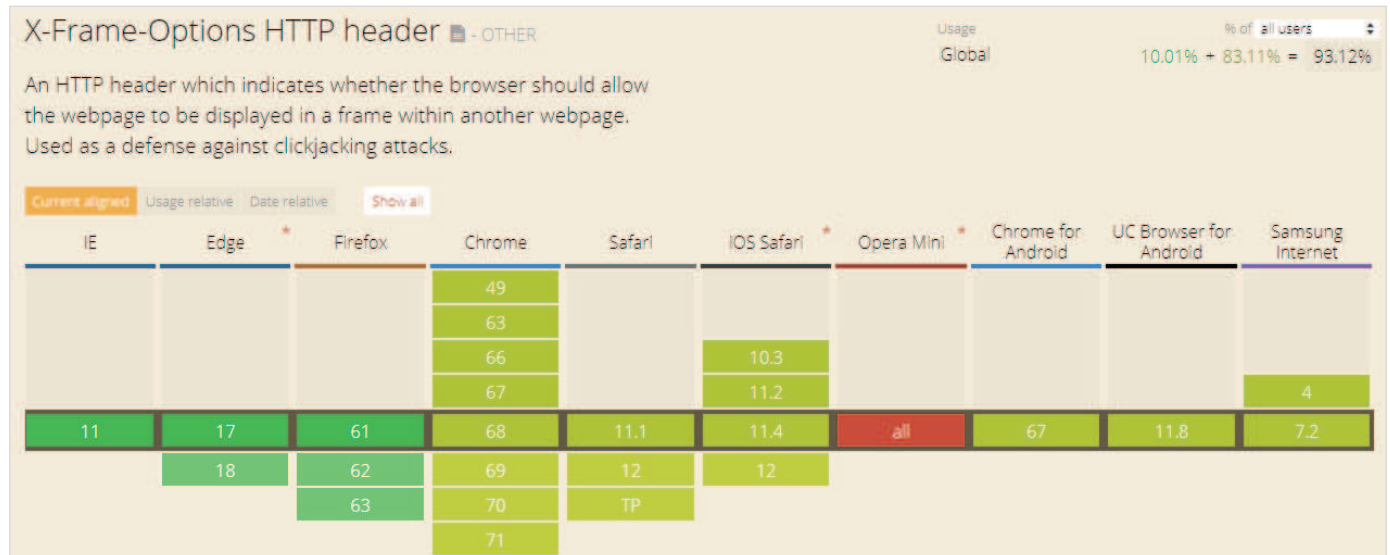 X-Frame-Options HTTP header - OTHER
Usage % of all users
Global 10.01% + 83.11% = 93.12%
An HTTP header which indicates whether the browser should allow
the webpage to be displayed in a frame within another webpage.
Used as a defense against clickjacking attacks.
Current aligned Usage relative Date relative Show all
IE Edge * Firefox Chrome Safari iOS Safari * Opera Mini * Chrome for Android UC Browser for Android Samsung Internet
49
63
66 10.3
67 11.2 4
11 17 61 68 11.1 11.4 all 67 11.8 7.2
18 62 69 12 12
63 70 TP
71